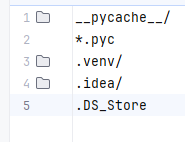 1 __pycache__/
2 *.pyc
3 .venv/
4 .idea/
5 .DS_Store